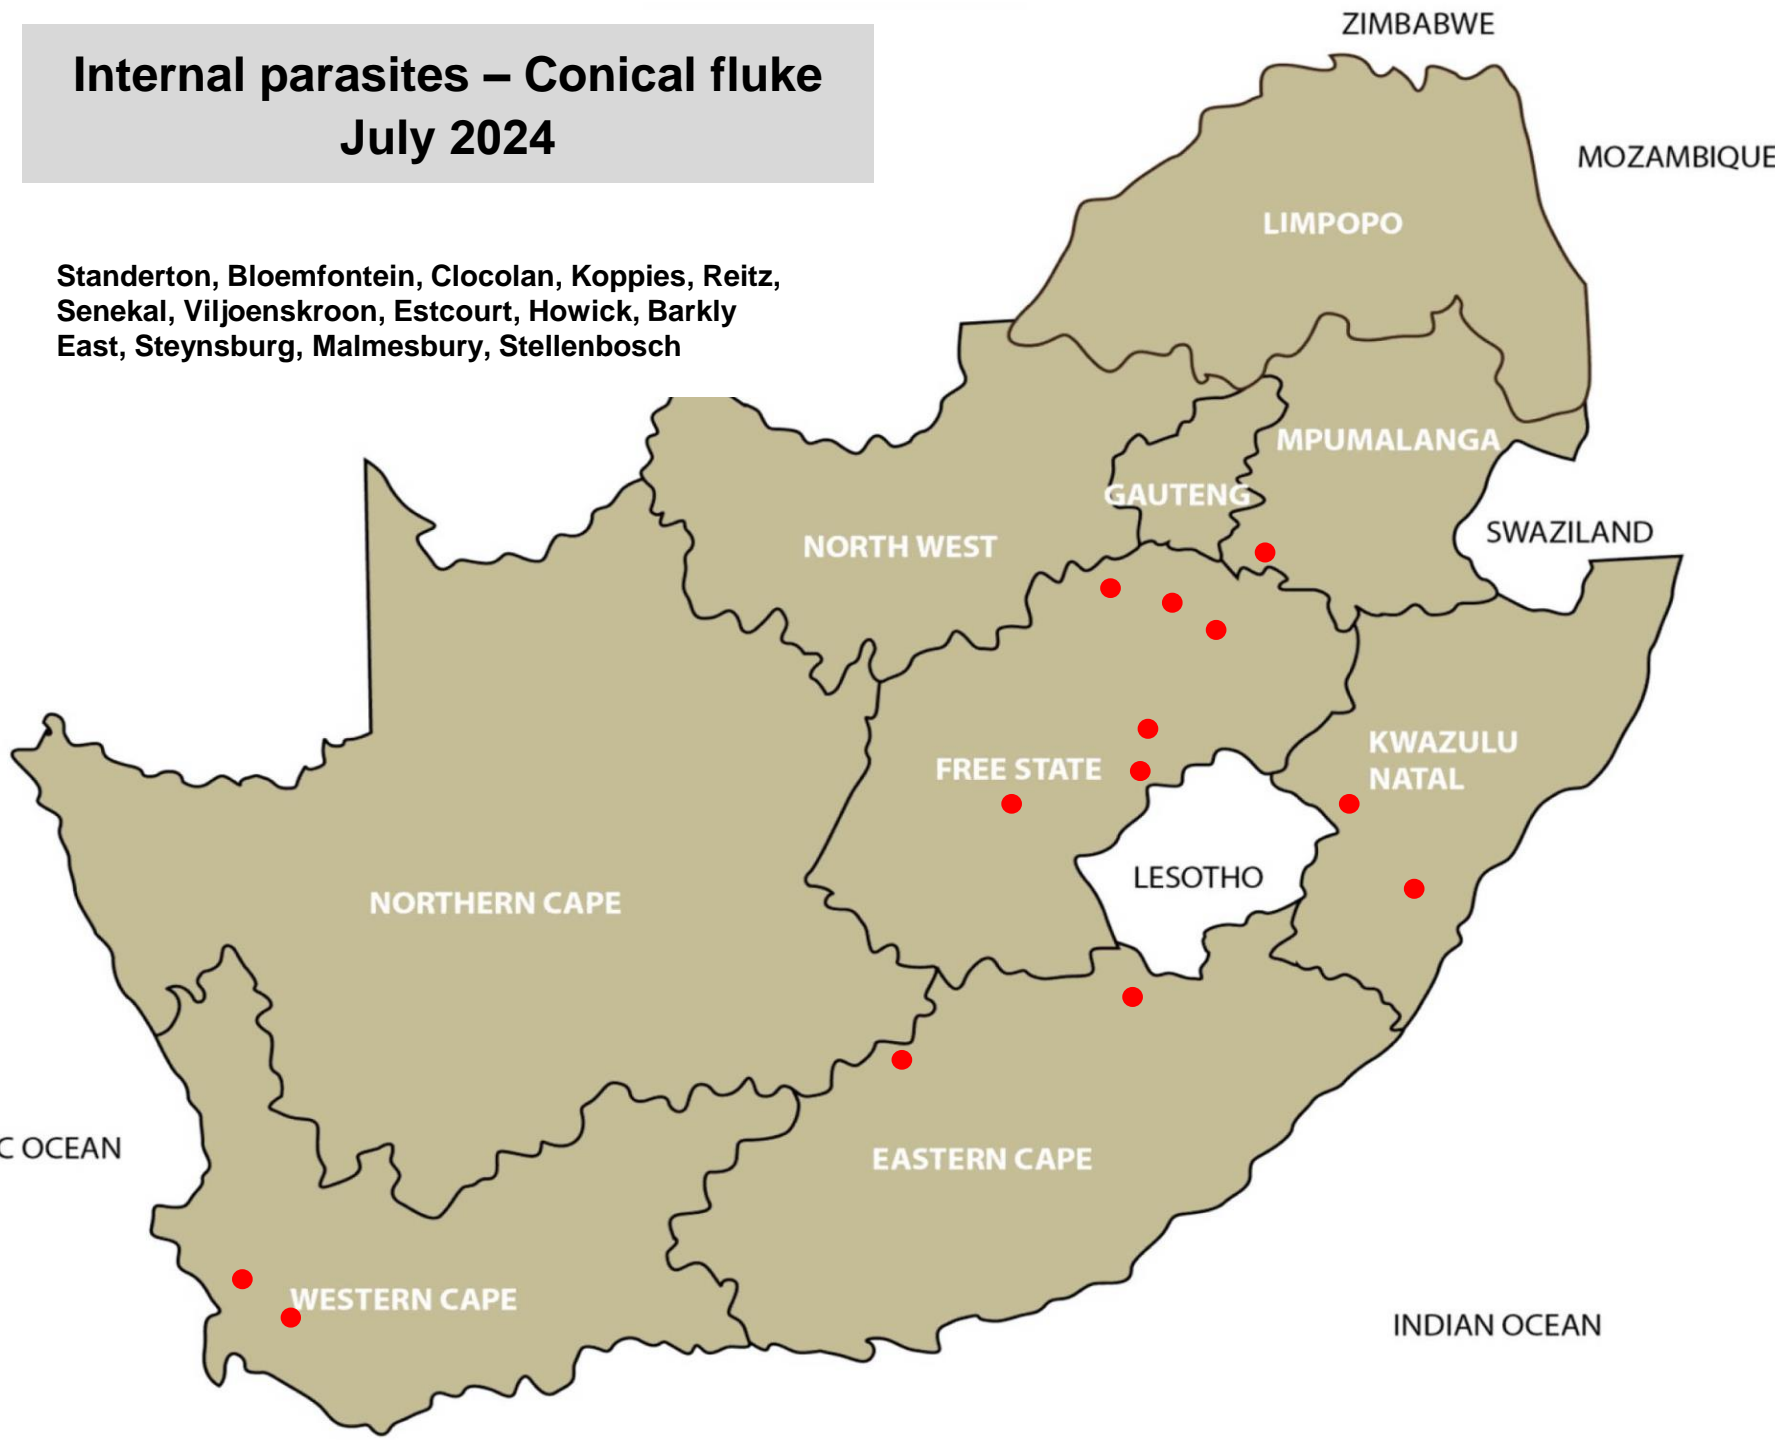 Internal parasites – Conical fluke
July 2024
Standerton, Bloemfontein, Clocolan, Koppies, Reitz,
Senekal, Viljoenskroon, Estcourt, Howick, Barkly
East, Steynsburg, Malmesbury, Stellenbosch
ZIMBABWE
MOZAMBIQUE
LIMPOPO
MPUMALANGA
GAUTENG
SWAZILAND
NORTH WEST
KWAZULU
NATAL
FREE STATE
LESOTHO
NORTHERN CAPE
C OCEAN
EASTERN CAPE
WESTERN CAPE
INDIAN OCEAN